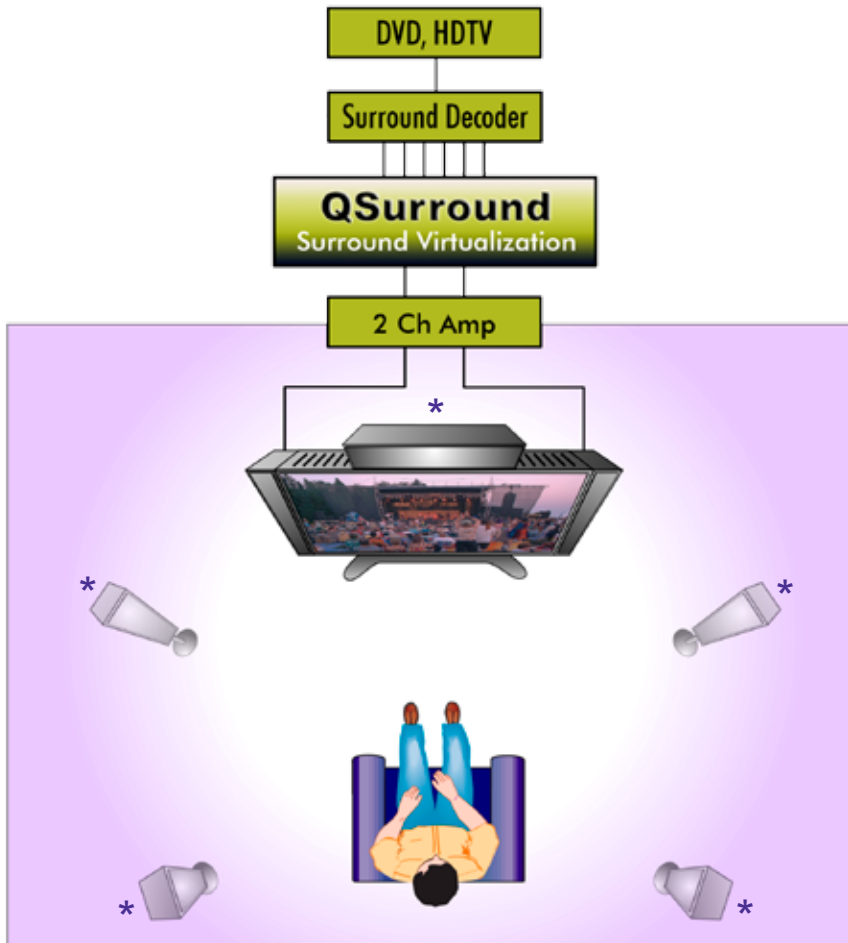 DVD, HDTV
Surround Decoder
QSurround
Surround Virtualization
2 Ch Amp
*
* *
* *